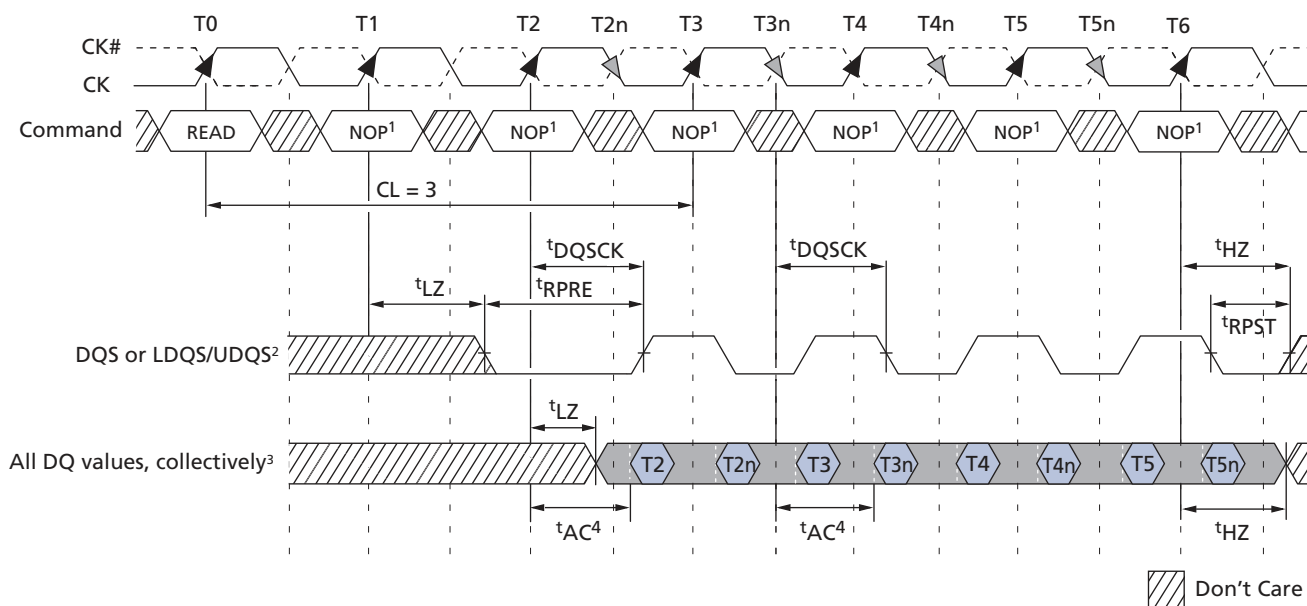 T0 T1 T2 T2n T3 T3n T4 T4n T5 T5n T6
CK#
CK
Command READ NOP¹ NOP¹ NOP¹ NOP¹ NOP¹ NOP¹
CL = 3
ᵗDQSCK ᵗDQSCK ᵗHZ
ᵗLZ ᵗRPRE ᵗRPST
DQS or LDQS/UDQS²
ᵗLZ
All DQ values, collectively³ T2 T2n T3 T3n T4 T4n T5 T5n
ᵗAC⁴ ᵗAC⁴ ᵗHZ
Don't Care